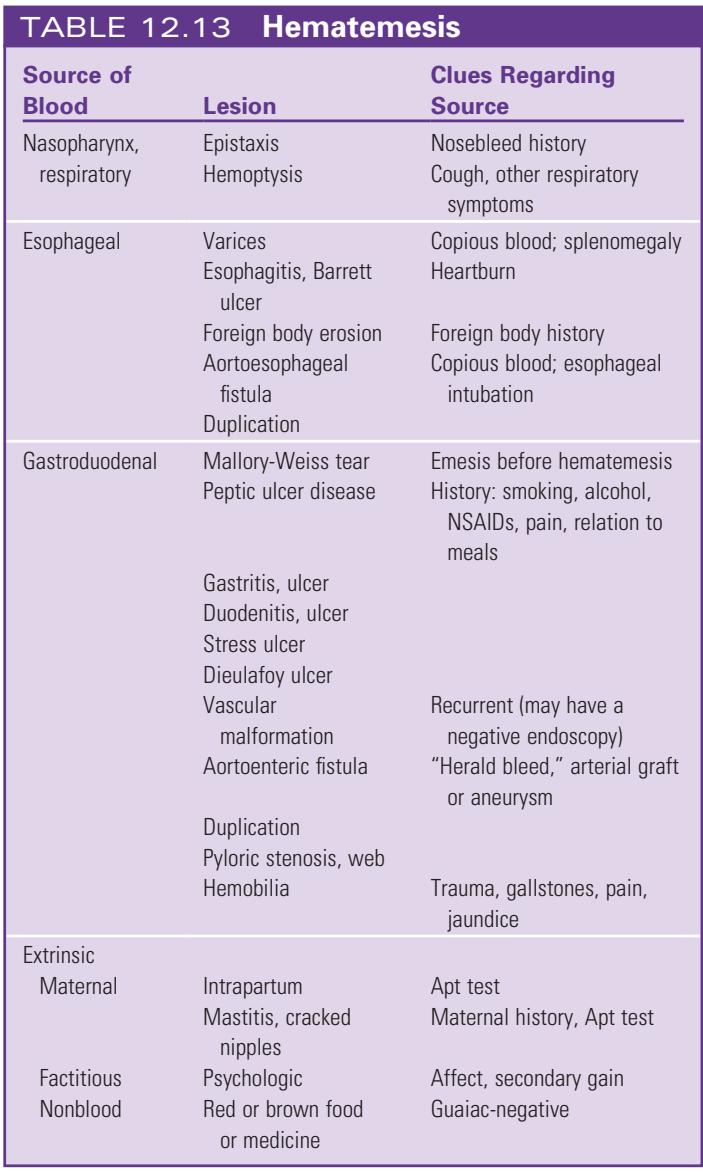 TABLE 12.13 Hematemesis
Source of Blood Lesion Clues Regarding Source
Nasopharynx, respiratory Epistaxis Nosebleed history
Hemoptysis Cough, other respiratory symptoms
Esophageal Varices Copious blood; splenomegaly
Esophagitis, Barrett ulcer Heartburn
Foreign body erosion Foreign body history
Aortoesophageal fistula Copious blood; esophageal intubation
Duplication
Gastroduodenal Mallory-Weiss tear Emesis before hematemesis
Peptic ulcer disease History: smoking, alcohol, NSAIDs, pain, relation to meals
Gastritis, ulcer
Duodenitis, ulcer
Stress ulcer
Dieulafoy ulcer
Vascular malformation Recurrent (may have a negative endoscopy)
Aortoenteric fistula “Herald bleed,” arterial graft or aneurysm
Duplication
Pyloric stenosis, web
Hemobilia Trauma, gallstones, pain, jaundice
Extrinsic
Maternal Intrapartum Apt test
Mastitis, cracked nipples Maternal history, Apt test
Factitious Psychologic Affect, secondary gain
Nonblood Red or brown food or medicine Guaiac-negative